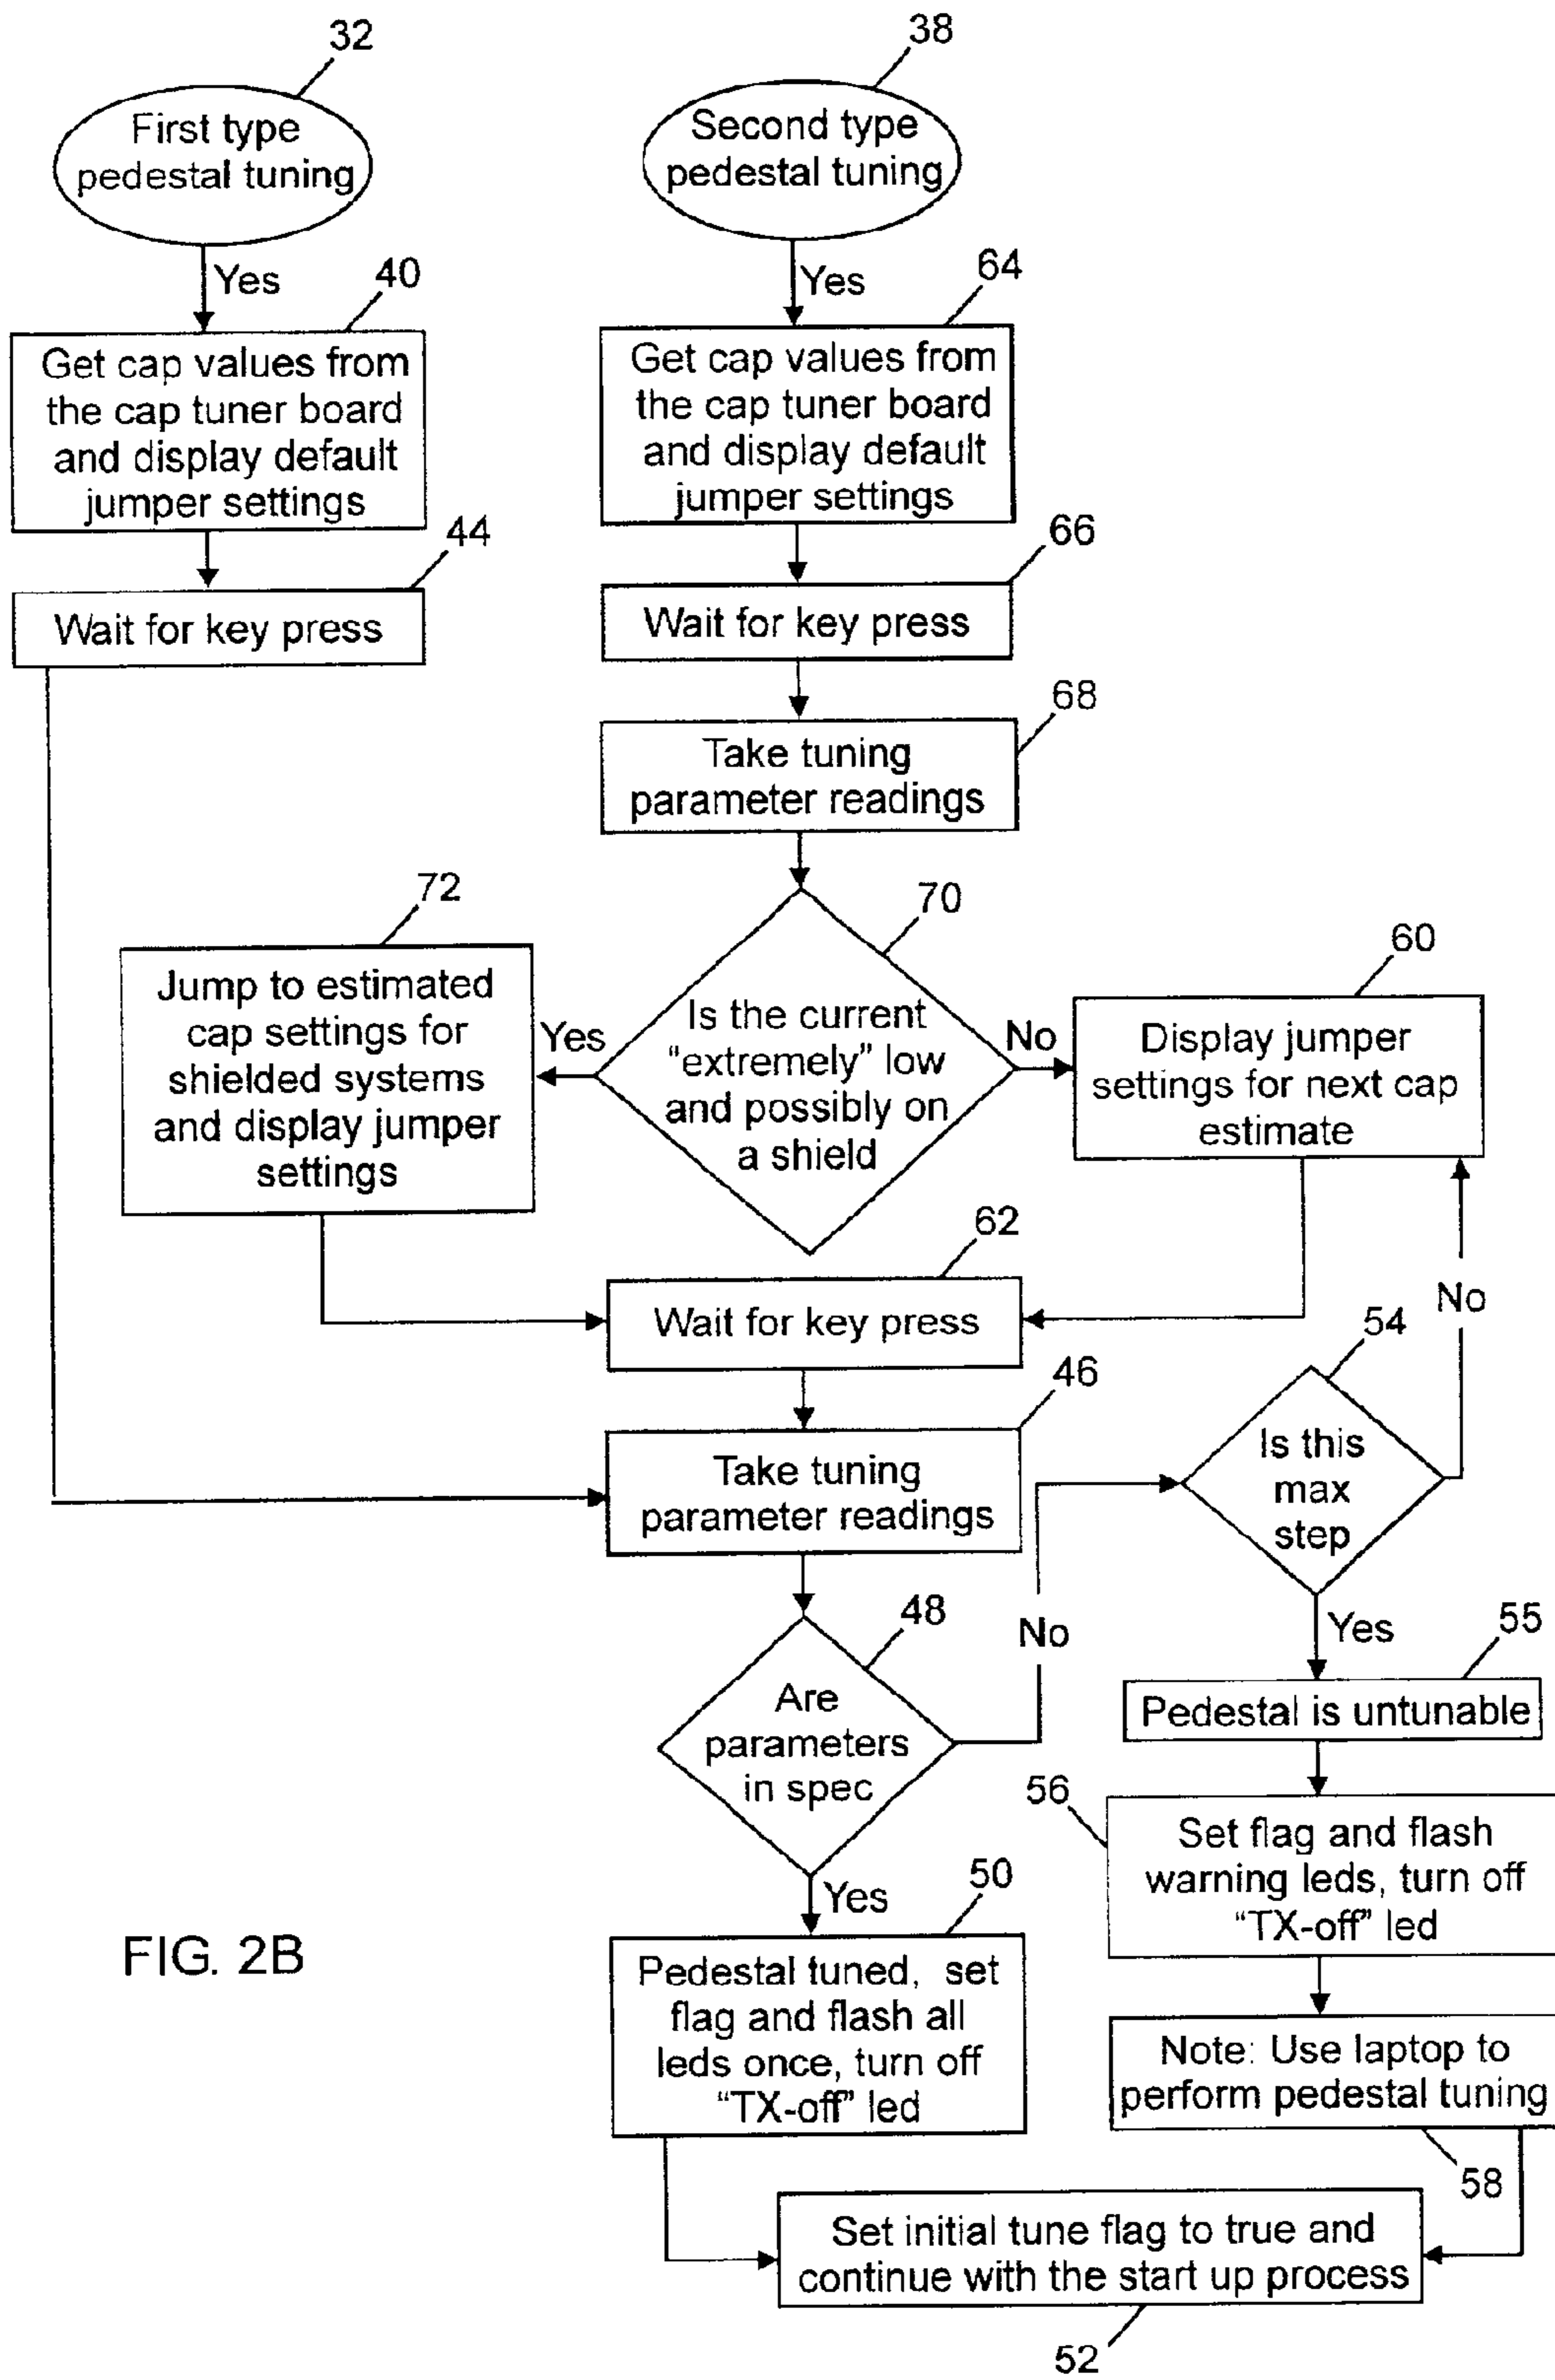 32
38
First type
pedestal tuning
Second type
pedestal tuning
Yes
40
Yes
64
Get cap values from
the cap tuner board
and display default
jumper settings
Get cap values from
the cap tuner board
and display default
jumper settings
44
66
Wait for key press
Wait for key press
68
Take tuning
parameter readings
72
70
60
Jump to estimated
cap settings for
shielded systems
and display jumper
settings
Yes
Is the current
“extremely” low
and possibly on
a shield
No
Display jumper
settings for next cap
estimate
62
Wait for key press
No
54
46
Take tuning
parameter readings
Is this
max
step
48
No
Yes
55
Are
parameters
in spec
Pedestal is untunable
56
Set flag and flash
warning leds, turn off
“TX-off” led
Yes
50
FIG. 2B
Pedestal tuned, set
flag and flash all
leds once, turn off
“TX-off” led
Note: Use laptop to
perform pedestal tuning
58
Set initial tune flag to true and
continue with the start up process
52